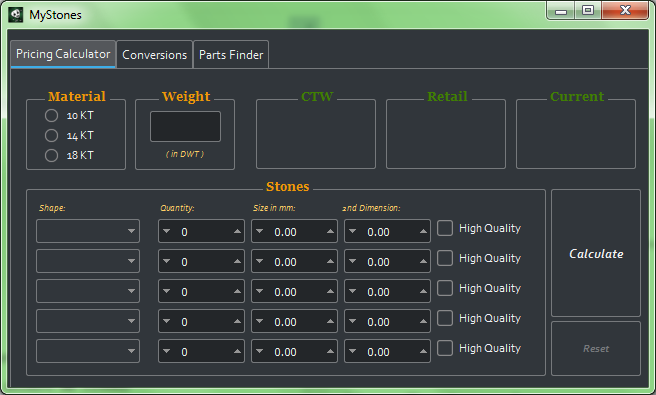 MyStones
Pricing Calculator Conversions Parts Finder
Material Weight CTW Retail Current
10 KT
14 KT
18 KT
( in DWT )
Stones
Shape: Quantity: Size in mm: 2nd Dimension:
0 0.00 0.00 High Quality
0 0.00 0.00 High Quality
0 0.00 0.00 High Quality
0 0.00 0.00 High Quality
0 0.00 0.00 High Quality
Calculate
Reset